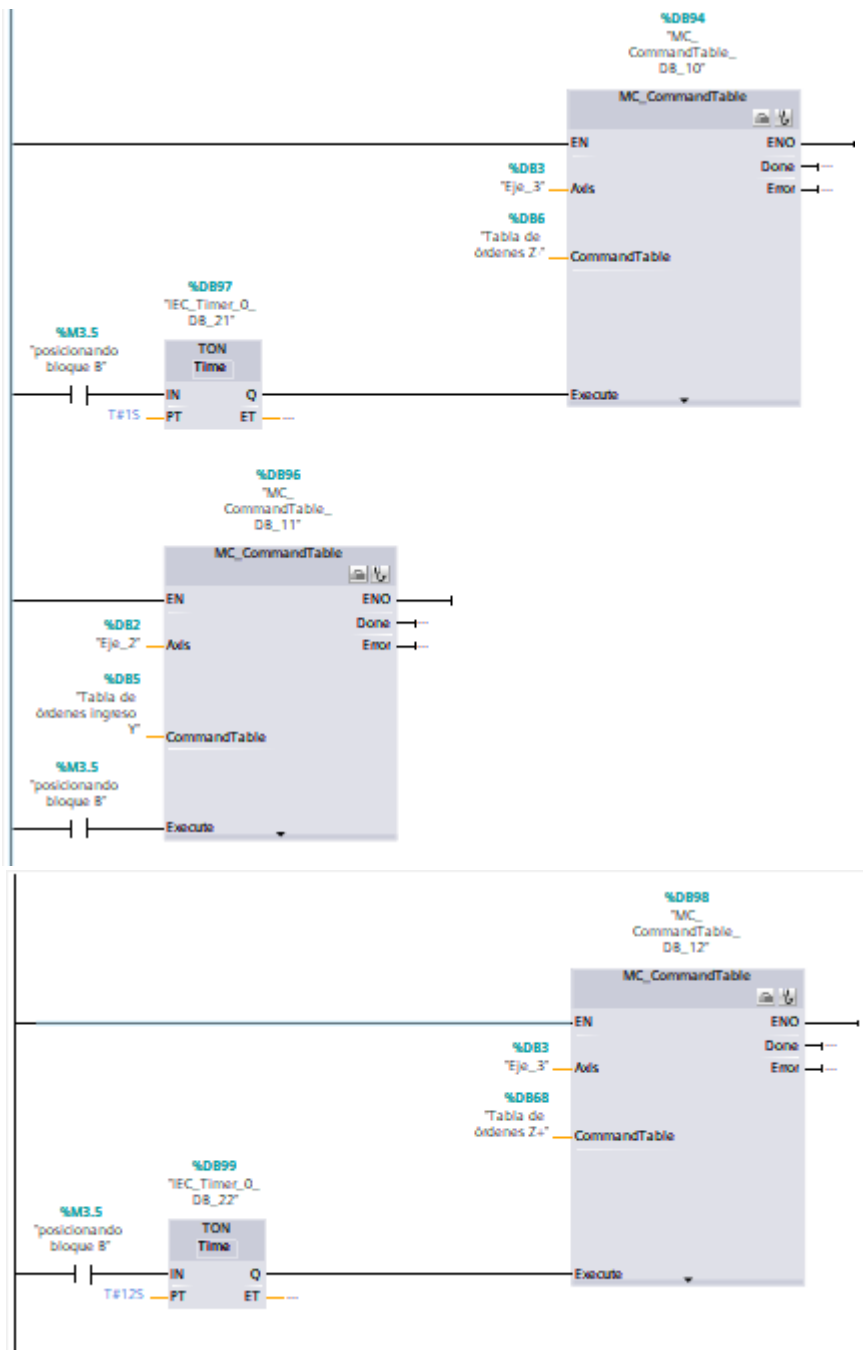 %DB94
"MC_
CommandTable_
DB_10"
MC_CommandTable
EN
ENO
%DB3
"Eje_3"
Axis
Done
Error
%DB6
"Tabla de
órdenes Z-"
CommandTable
%DB97
"IEC_Timer_0_
DB_21"
%M3.5
"posicionando
bloque B"
TON
Time
IN
Q
Execute
T#1S
PT
ET
%DB96
"MC_
CommandTable_
DB_11"
MC_CommandTable
EN
ENO
%DB2
"Eje_2"
Axis
Done
Error
%DB5
"Tabla de
órdenes ingreso
Y"
CommandTable
%M3.5
"posicionando
bloque B"
Execute
%DB98
"MC_
CommandTable_
DB_12"
MC_CommandTable
EN
ENO
%DB3
"Eje_3"
Axis
Done
Error
%DB68
"Tabla de
órdenes Z+"
CommandTable
%DB99
"IEC_Timer_0_
DB_22"
%M3.5
"posicionando
bloque B"
TON
Time
IN
Q
Execute
T#12S
PT
ET